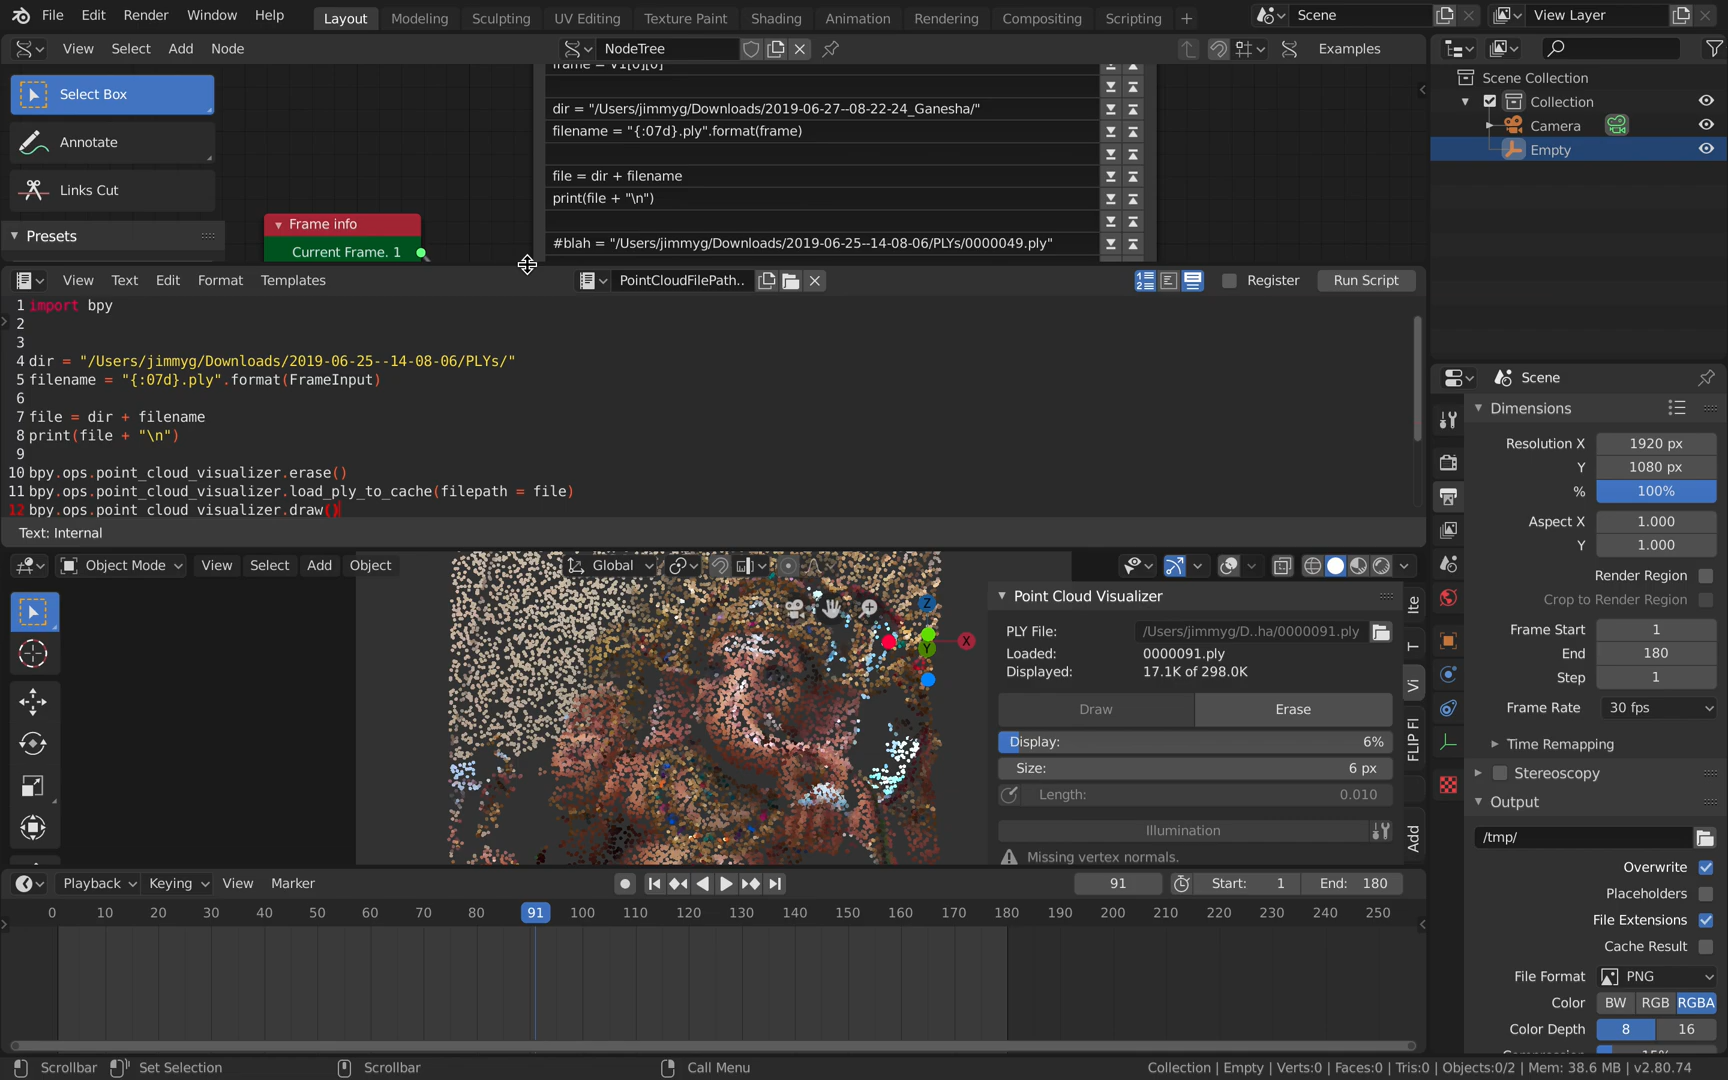 File Edit Render Window Help Layout Modeling Sculpting UV Editing Texture Paint Shading Animation Rendering Compositing Scripting + Scene View Layer
View Select Add Node NodeTree Examples
Select Box
Annotate
Links Cut
Presets
Frame info
Current Frame. 1
frame = V1[0][0]
dir = "/Users/jimmyg/Downloads/2019-06-27--08-22-24_Ganesha/"
filename = "{:07d}.ply".format(frame)
file = dir + filename
print(file + "\n")
#blah = "/Users/jimmyg/Downloads/2019-06-25--14-08-06/PLYs/0000049.ply"
Scene Collection
Collection
Camera
Empty
View Text Edit Format Templates PointCloudFilePath.. Register Run Script
1 import bpy
2
3
4 dir = "/Users/jimmyg/Downloads/2019-06-25--14-08-06/PLYs/"
5 filename = "{:07d}.ply".format(FrameInput)
6
7 file = dir + filename
8 print(file + "\n")
9
10 bpy.ops.point_cloud_visualizer.erase()
11 bpy.ops.point_cloud_visualizer.load_ply_to_cache(filepath = file)
12 bpy.ops.point_cloud_visualizer.draw()
Text: Internal
Object Mode View Select Add Object Global
Z
X
Y
Point Cloud Visualizer
PLY File: /Users/jimmyg/D..ha/0000091.ply
Loaded: 0000091.ply
Displayed: 17.1K of 298.0K
Draw Erase
Display: 6%
Size: 6 px
Length: 0.010
Illumination
Missing vertex normals.
Ite
T
Vi
FLIP Fl
Add
Scene
Dimensions
Resolution X 1920 px
Y 1080 px
% 100%
Aspect X 1.000
Y 1.000
Render Region
Crop to Render Region
Frame Start 1
End 180
Step 1
Frame Rate 30 fps
Time Remapping
Stereoscopy
Output
/tmp/
Overwrite
Placeholders
File Extensions
Cache Result
File Format PNG
Color BW RGB RGBA
Color Depth 8 16
Compression 15%
Playback Keying View Marker 91 Start: 1 End: 180
0 10 20 30 40 50 60 70 80 91 100 110 120 130 140 150 160 170 180 190 200 210 220 230 240 250
Scrollbar Set Selection Scrollbar Call Menu Collection | Empty | Verts:0 | Faces:0 | Tris:0 | Objects:0/2 | Mem: 38.6 MB | v2.80.74